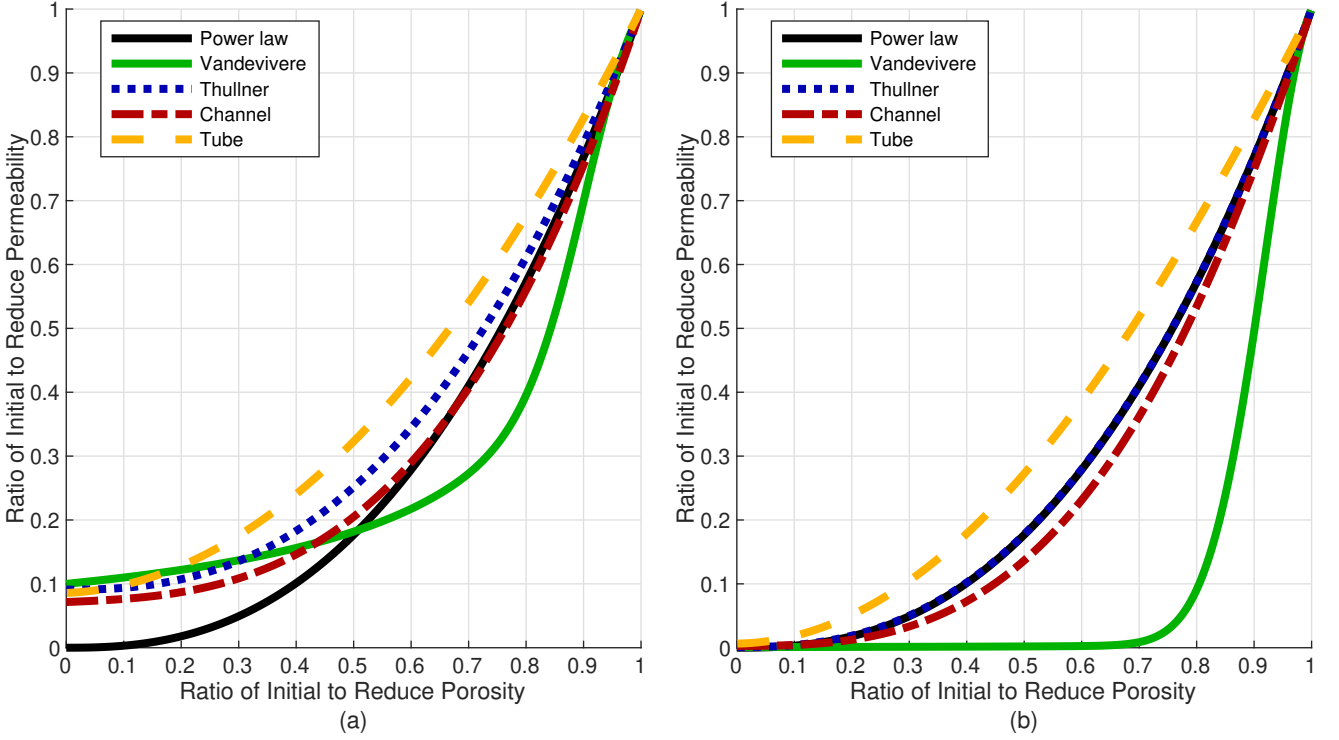 1
0.9
0.8
0.7
0.6
0.5
0.4
0.3
0.2
0.1
0
Ratio of Initial to Reduce Permeability
Power law
Vandevivere
Thullner
Channel
Tube
0 0.1 0.2 0.3 0.4 0.5 0.6 0.7 0.8 0.9 1
Ratio of Initial to Reduce Porosity
(a)
1
0.9
0.8
0.7
0.6
0.5
0.4
0.3
0.2
0.1
0
Ratio of Initial to Reduce Permeability
Power law
Vandevivere
Thullner
Channel
Tube
0 0.1 0.2 0.3 0.4 0.5 0.6 0.7 0.8 0.9 1
Ratio of Initial to Reduce Porosity
(b)